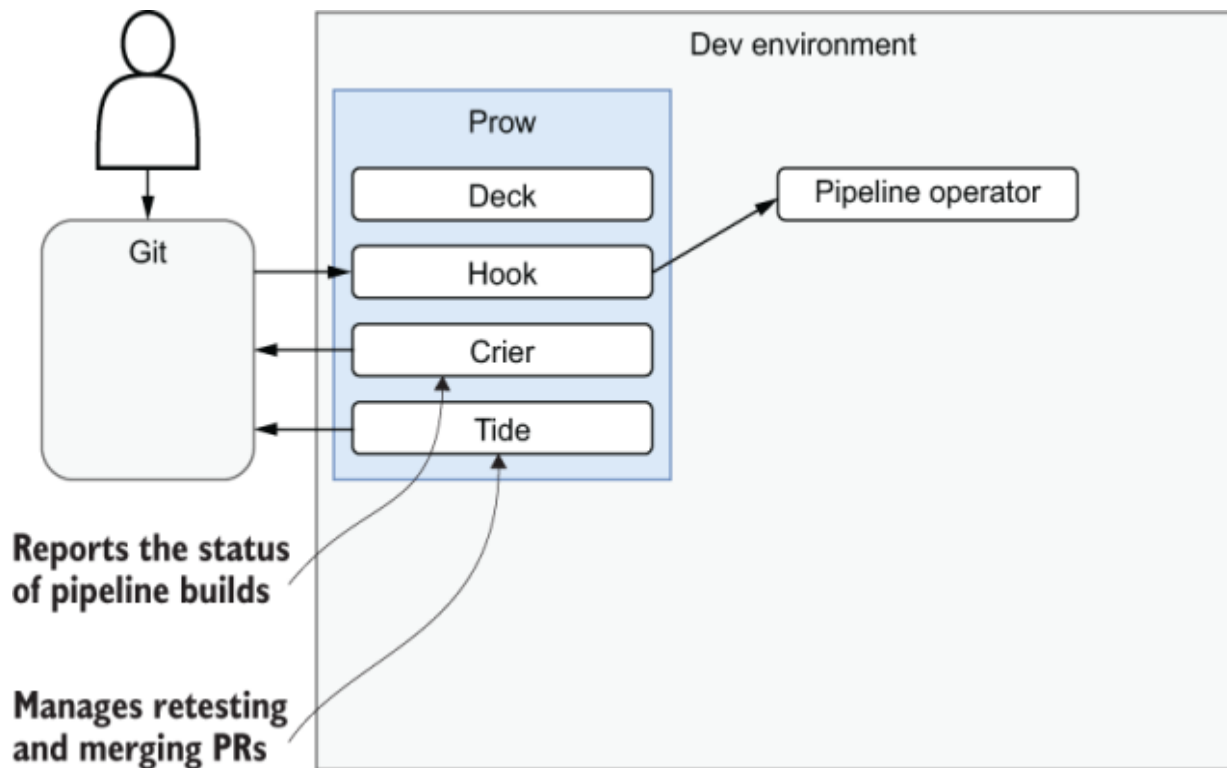 Dev environment
Prow
Deck
Pipeline operator
Git
Hook
Crier
Tide
Reports the status
of pipeline builds
Manages retesting
and merging PRs